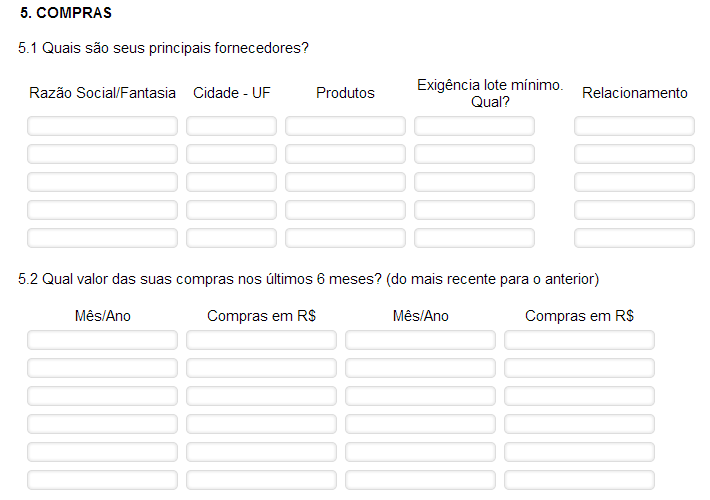 5. COMPRAS
5.1 Quais são seus principais fornecedores?
Razão Social/Fantasia Cidade - UF Produtos Exigência lote mínimo. Qual? Relacionamento
5.2 Qual valor das suas compras nos últimos 6 meses? (do mais recente para o anterior)
Mês/Ano Compras em R$ Mês/Ano Compras em R$